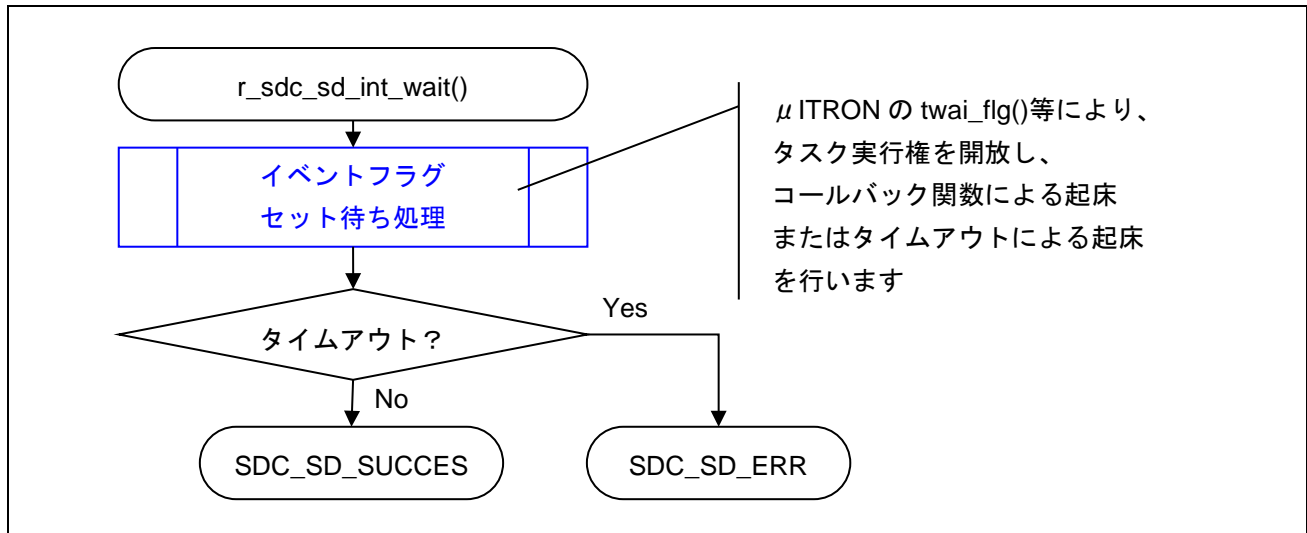 r_sdc_sd_int_wait()
イベントフラグ
セット待ち処理
μITRON の twai_flg()等により、
タスク実行権を開放し、
コールバック関数による起床
またはタイムアウトによる起床
を行います
タイムアウト？
Yes
No
SDC_SD_SUCCES
SDC_SD_ERR